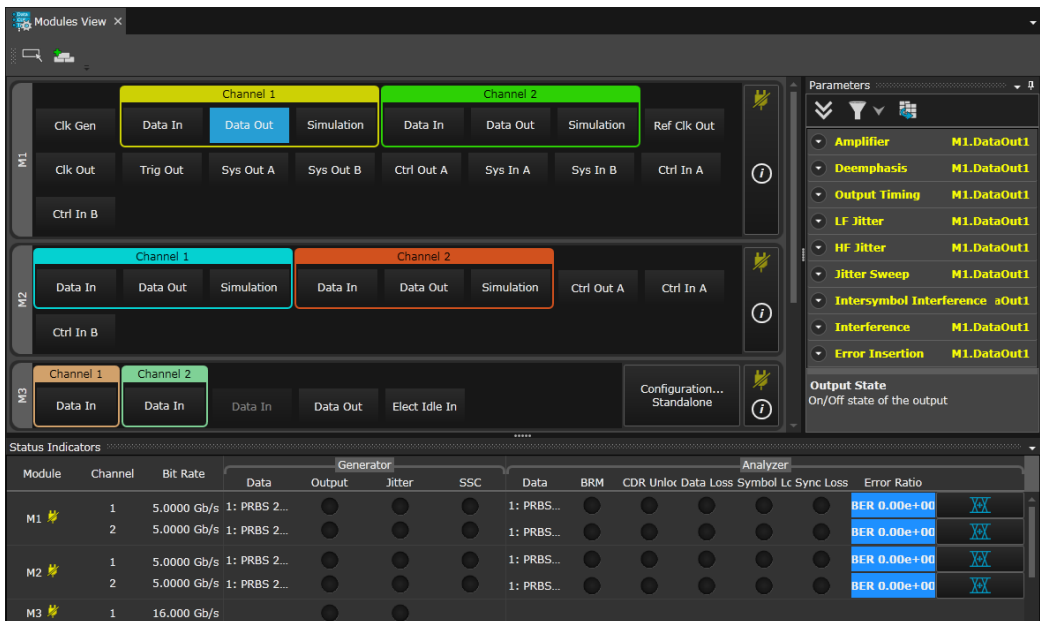 Modules View
Channel 1 Channel 2
M1
Clk Gen Data In Data Out Simulation Data In Data Out Simulation Ref Clk Out
Clk Out Trig Out Sys Out A Sys Out B Ctrl Out A Sys In A Sys In B Ctrl In A
Ctrl In B
Channel 1 Channel 2
M2
Data In Data Out Simulation Data In Data Out Simulation Ctrl Out A Ctrl In A
Ctrl In B
Channel 1 Channel 2
M3
Data In Data In Data In Data Out Elect Idle In
Configuration...
Standalone
Parameters
Amplifier M1.DataOut1
Deemphasis M1.DataOut1
Output Timing M1.DataOut1
LF Jitter M1.DataOut1
HF Jitter M1.DataOut1
Jitter Sweep M1.DataOut1
Intersymbol Interference aOut1
Interference M1.DataOut1
Error Insertion M1.DataOut1
Output State
On/Off state of the output
Status Indicators
Generator Analyzer
Module Channel Bit Rate Data Output Jitter SSC Data BRM CDR Unloc Data Loss Symbol Lc Sync Loss Error Ratio
M1 1 5.0000 Gb/s 1: PRBS 2... 1: PRBS... BER 0.00e+00
2 5.0000 Gb/s 1: PRBS 2... 1: PRBS... BER 0.00e+00
M2 1 5.0000 Gb/s 1: PRBS 2... 1: PRBS... BER 0.00e+00
2 5.0000 Gb/s 1: PRBS 2... 1: PRBS... BER 0.00e+00
M3 1 16.000 Gb/s